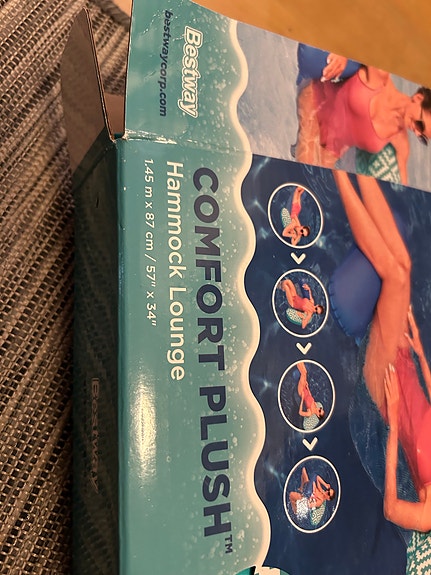 Bestway
bestwaycorp.com
COMFORT PLUSH™
Hammock Lounge
1.45 m x 87 cm / 57" x 34"
Bestway